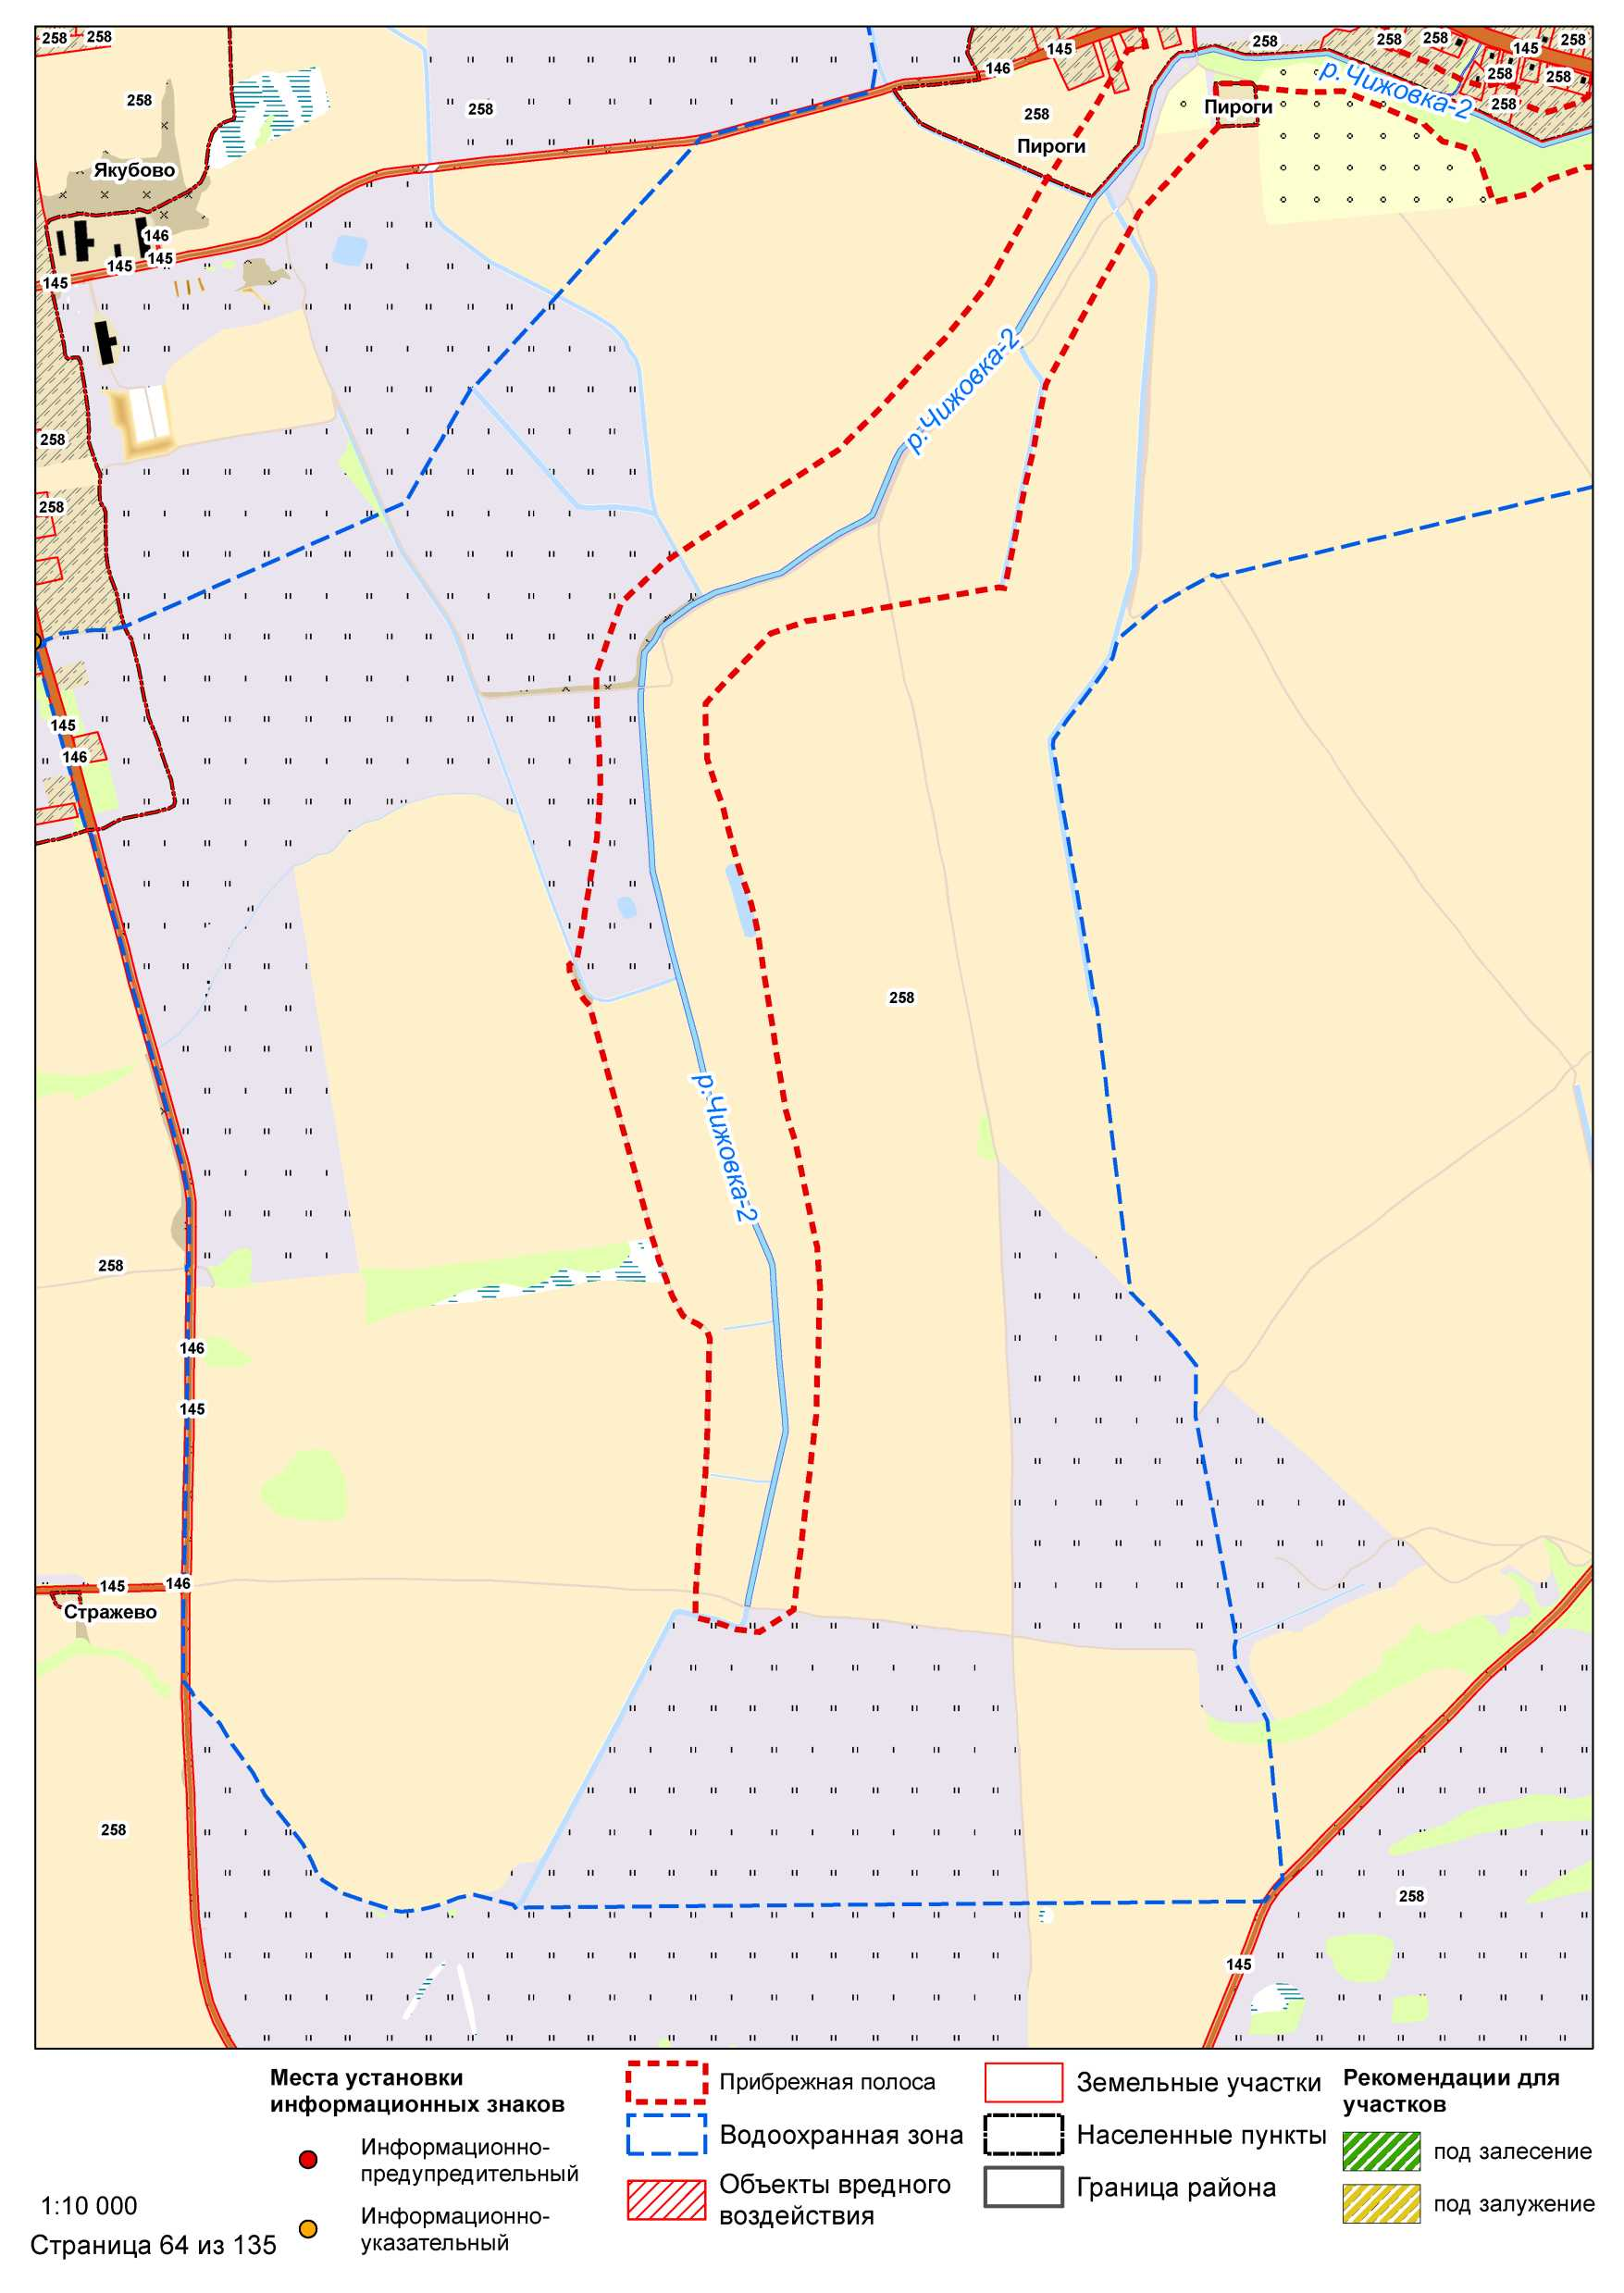 258
258
145
258
258
258
145
258
146
р.Чижовка-2
258
258
258
258
258
258
Пироги
Пироги
Якубово
146
145
145
145
р.Чижовка-2
258
258
145
146
258
р.Чижовка-2
258
146
145
145
146
Стражево
258
258
145
Места установки
информационных знаков
Информационно-
предупредительный
Информационно-
указательный
Прибрежная полоса
Водоохранная зона
Объекты вредного
воздействия
Земельные участки
Населенные пункты
Граница района
Рекомендации для
участков
под залесение
под залужение
1:10 000
Страница 64 из 135